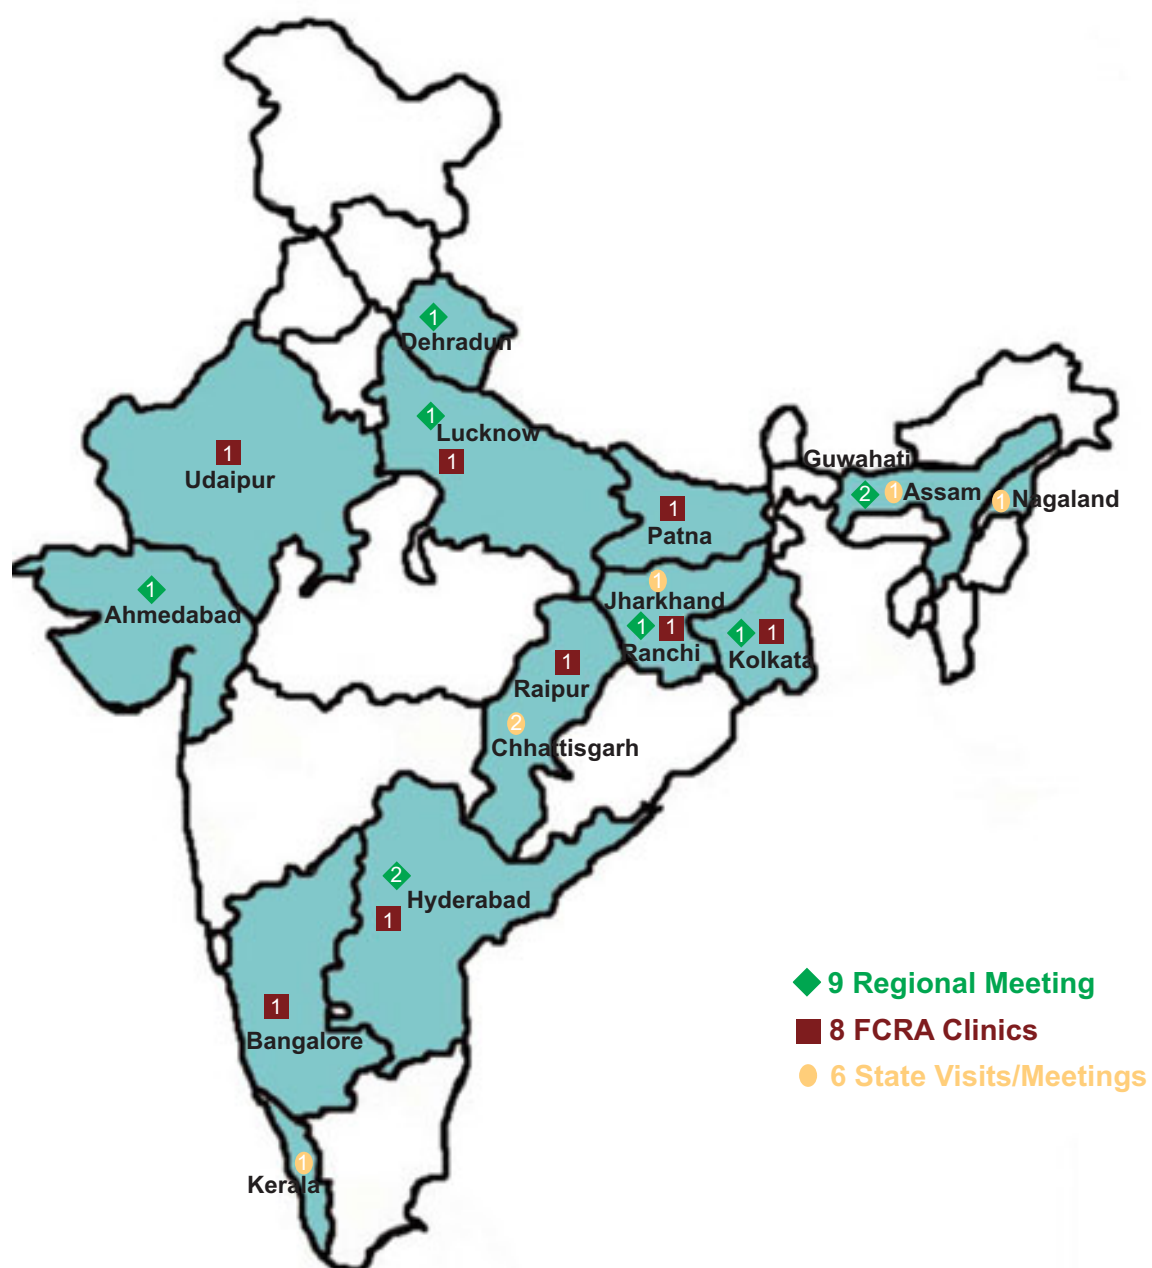 1
Dehradun
1
Lucknow
1
1
Udaipur
Guwahati
2
1
Assam
1
Nagaland
1
Patna
1
Ahmedabad
1
Jharkhand
1
1
Ranchi
1
1
Kolkata
1
Raipur
2
Chhattisgarh
2
Hyderabad
1
1
Bangalore
9 Regional Meeting
8 FCRA Clinics
6 State Visits/Meetings
1
Kerala